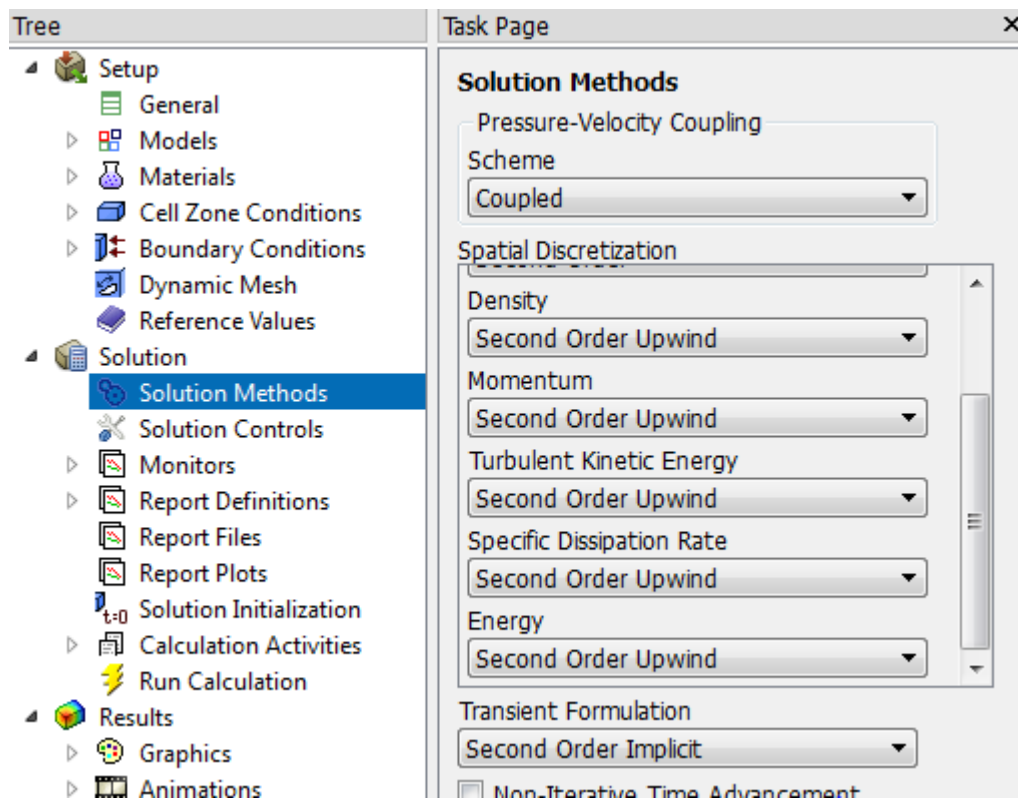 Tree
Setup
General
Models
Materials
Cell Zone Conditions
Boundary Conditions
Dynamic Mesh
Reference Values
Solution
Solution Methods
Solution Controls
Monitors
Report Definitions
Report Files
Report Plots
t=0 Solution Initialization
Calculation Activities
Run Calculation
Results
Graphics
Animations
Task Page
Solution Methods
Pressure-Velocity Coupling
Scheme
Coupled
Spatial Discretization
Second Order
Density
Second Order Upwind
Momentum
Second Order Upwind
Turbulent Kinetic Energy
Second Order Upwind
Specific Dissipation Rate
Second Order Upwind
Energy
Second Order Upwind
Transient Formulation
Second Order Implicit
Non-Iterative Time Advancement